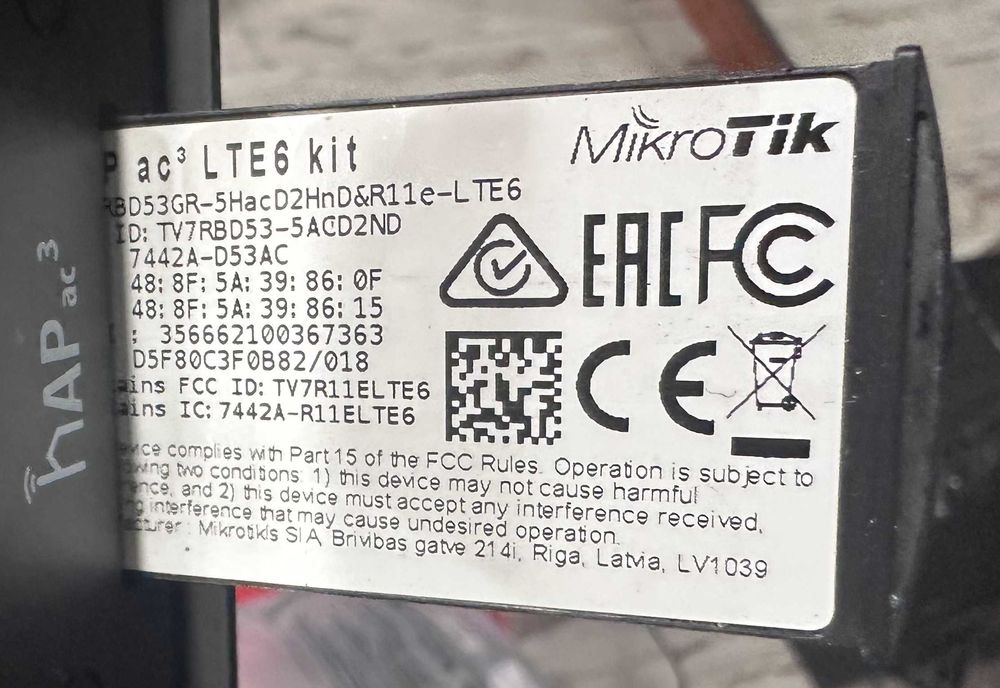 MikroTik
P ac³ LTE6 kit
RBD53GR-5HacD2HnD&R11e-LTE6
ID: TV7RBD53-5ACD2ND
7442A-D53AC
48:8F:5A:39:86:0F
48:8F:5A:39:86:15
: 356662100367363
D5F80C3F0B82/018
ains FCC ID: TV7R11ELTE6
ains IC: 7442A-R11ELTE6
EAC FC
CE
vice complies with Part 15 of the FCC Rules. Operation is subject to
wing two conditions: 1) this device may not cause harmful
ence, and 2) this device must accept any interference received,
ng interference that may cause undesired operation.
acturer: Mikrotikls SIA, Brivibas gatve 214i, Riga, Latvia, LV1039
hAP ac³